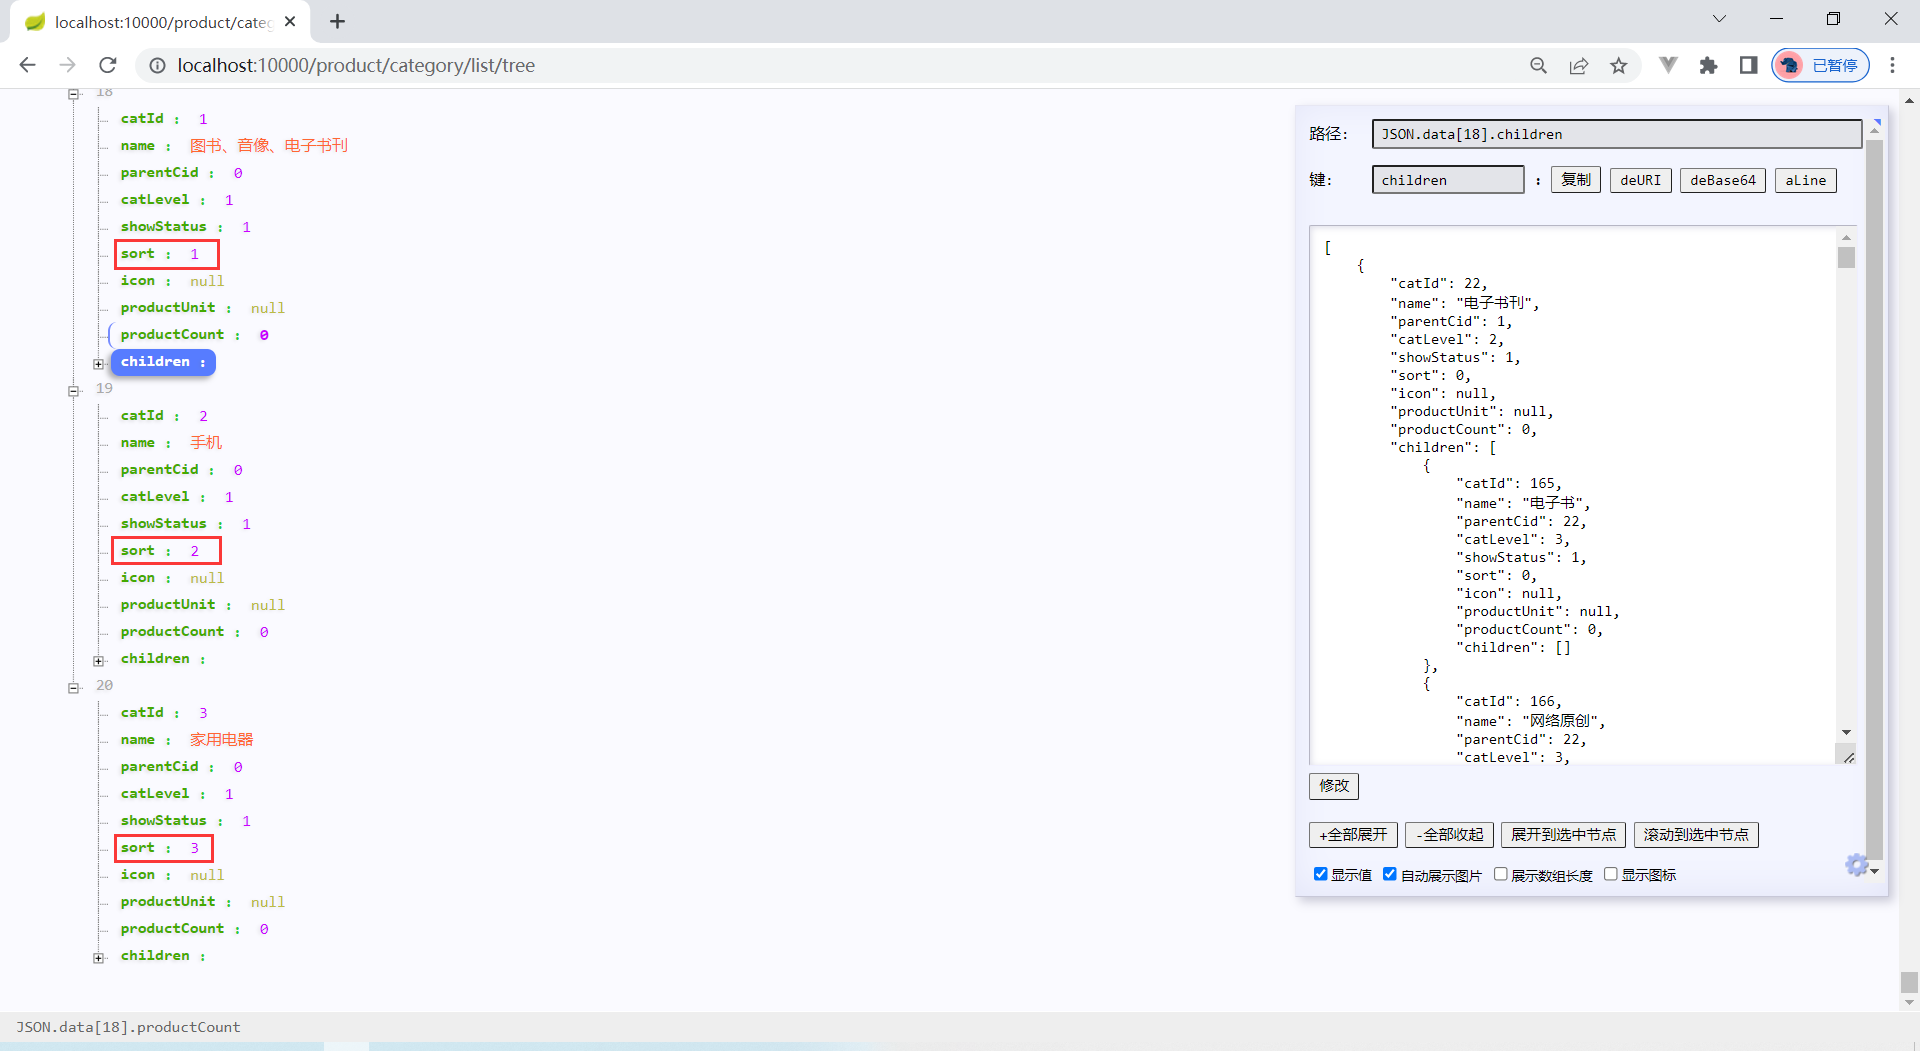 localhost:10000/product/categ
localhost:10000/product/category/list/tree
已暂停
18
catId : 1
name : 图书、音像、电子书刊
parentCid : 0
catLevel : 1
showStatus : 1
sort : 1
icon : null
productUnit : null
productCount : 0
children :
19
catId : 2
name : 手机
parentCid : 0
catLevel : 1
showStatus : 1
sort : 2
icon : null
productUnit : null
productCount : 0
children :
20
catId : 3
name : 家用电器
parentCid : 0
catLevel : 1
showStatus : 1
sort : 3
icon : null
productUnit : null
productCount : 0
children :
路径: JSON.data[18].children
键: children : 复制 deURI deBase64 aLine
[
{
"catId": 22,
"name": "电子书刊",
"parentCid": 1,
"catLevel": 2,
"showStatus": 1,
"sort": 0,
"icon": null,
"productUnit": null,
"productCount": 0,
"children": [
{
"catId": 165,
"name": "电子书",
"parentCid": 22,
"catLevel": 3,
"showStatus": 1,
"sort": 0,
"icon": null,
"productUnit": null,
"productCount": 0,
"children": []
},
{
"catId": 166,
"name": "网络原创",
"parentCid": 22,
"catLevel": 3,
修改
+全部展开 -全部收起 展开到选中节点 滚动到选中节点
显示值 自动展示图片 展示数组长度 显示图标
JSON.data[18].productCount